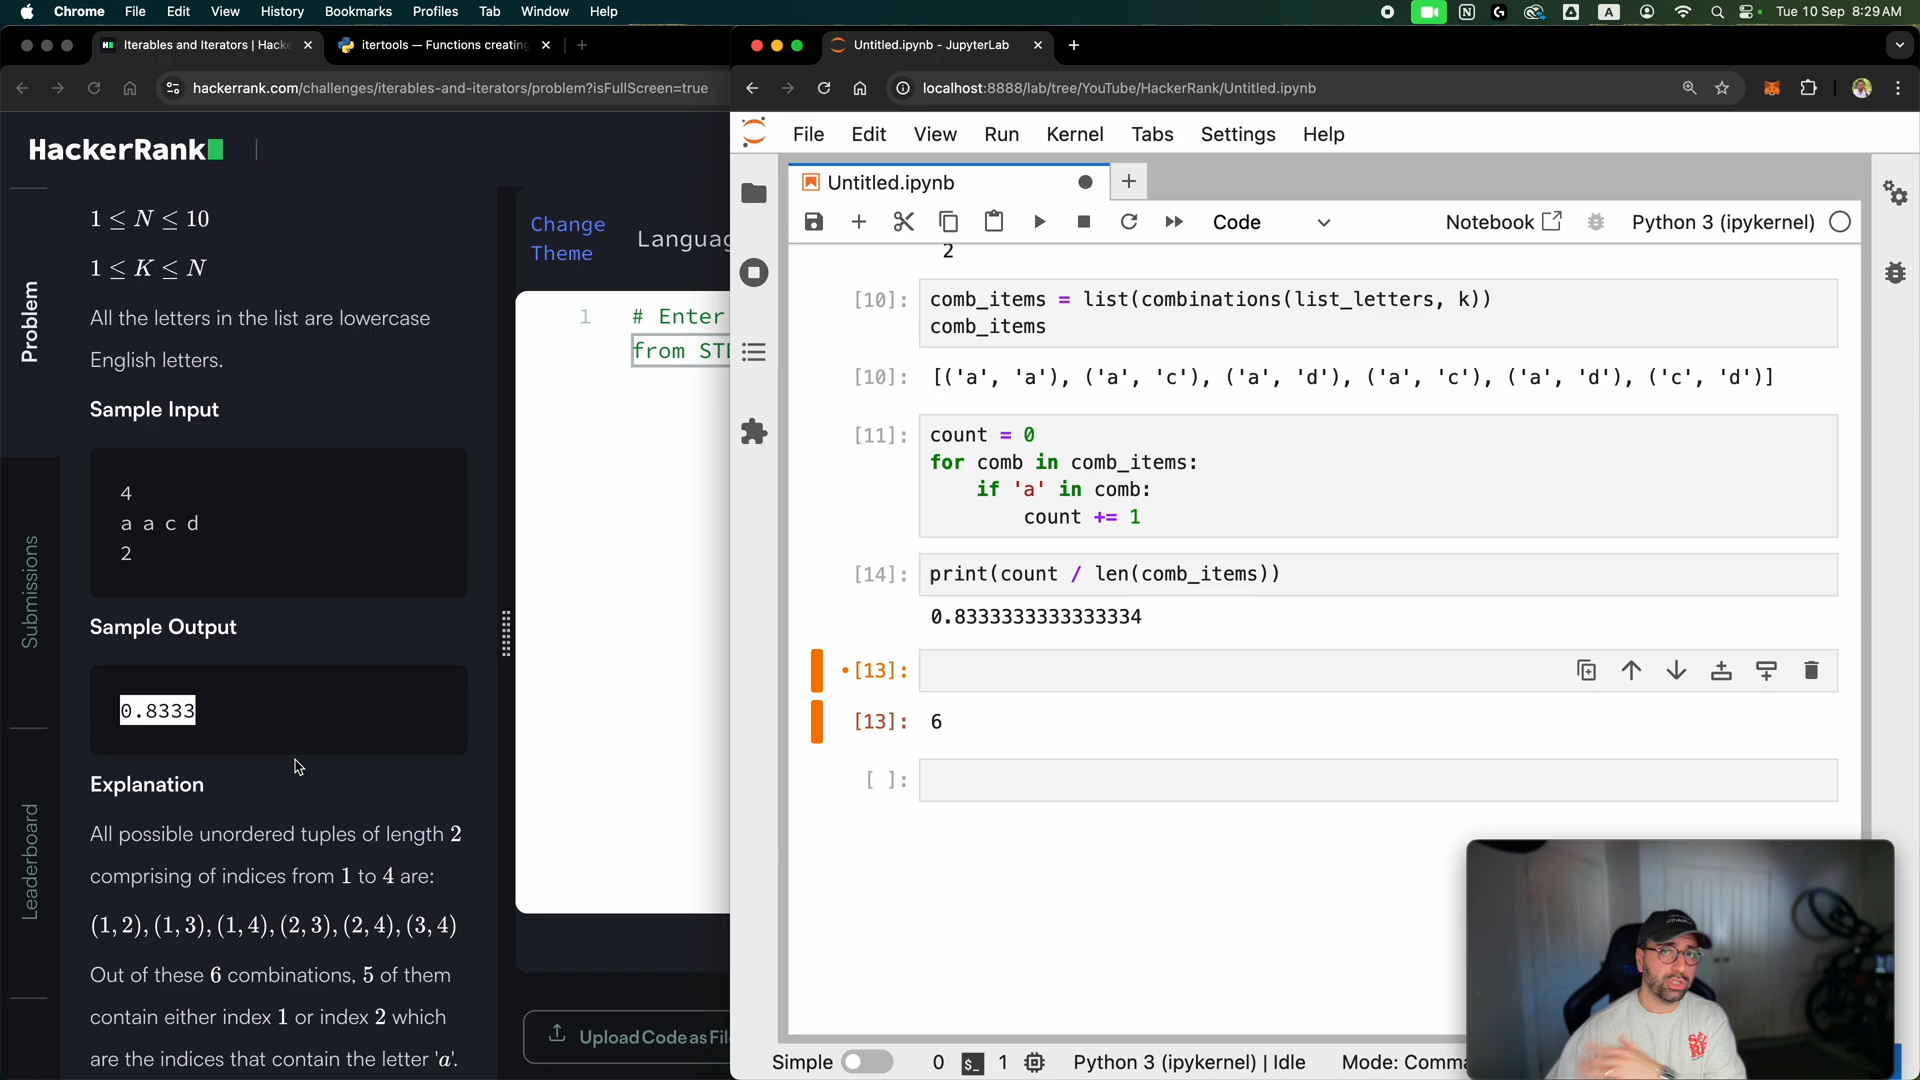 Chrome File Edit View History Bookmarks Profiles Tab Window Help
Tue 10 Sep 8:29 AM
Iterables and Iterators | Hack
itertools — Functions creating
hackerrank.com/challenges/iterables-and-iterators/problem?isFullScreen=true
HackerRank
Problem
Submissions
Leaderboard
1 ≤ N ≤ 10
1 ≤ K ≤ N
All the letters in the list are lowercase
English letters.
Sample Input
4
a a c d
2
Sample Output
0.8333
Explanation
All possible unordered tuples of length 2
comprising of indices from 1 to 4 are:
(1, 2), (1, 3), (1, 4), (2, 3), (2, 4), (3, 4)
Out of these 6 combinations, 5 of them
contain either index 1 or index 2 which
are the indices that contain the letter 'a'.
Change
Theme
Languag
1 # Enter
from STD
Upload Code as File
Untitled.ipynb - JupyterLab
localhost:8888/lab/tree/YouTube/HackerRank/Untitled.ipynb
File Edit View Run Kernel Tabs Settings Help
Untitled.ipynb
Code
Notebook
Python 3 (ipykernel)
2
[10]: comb_items = list(combinations(list_letters, k))
comb_items
[10]: [('a', 'a'), ('a', 'c'), ('a', 'd'), ('a', 'c'), ('a', 'd'), ('c', 'd')]
[11]: count = 0
for comb in comb_items:
if 'a' in comb:
count += 1
[14]: print(count / len(comb_items))
0.8333333333333334
[13]:
[13]: 6
[ ]:
Simple 0 1 Python 3 (ipykernel) | Idle Mode: Comma